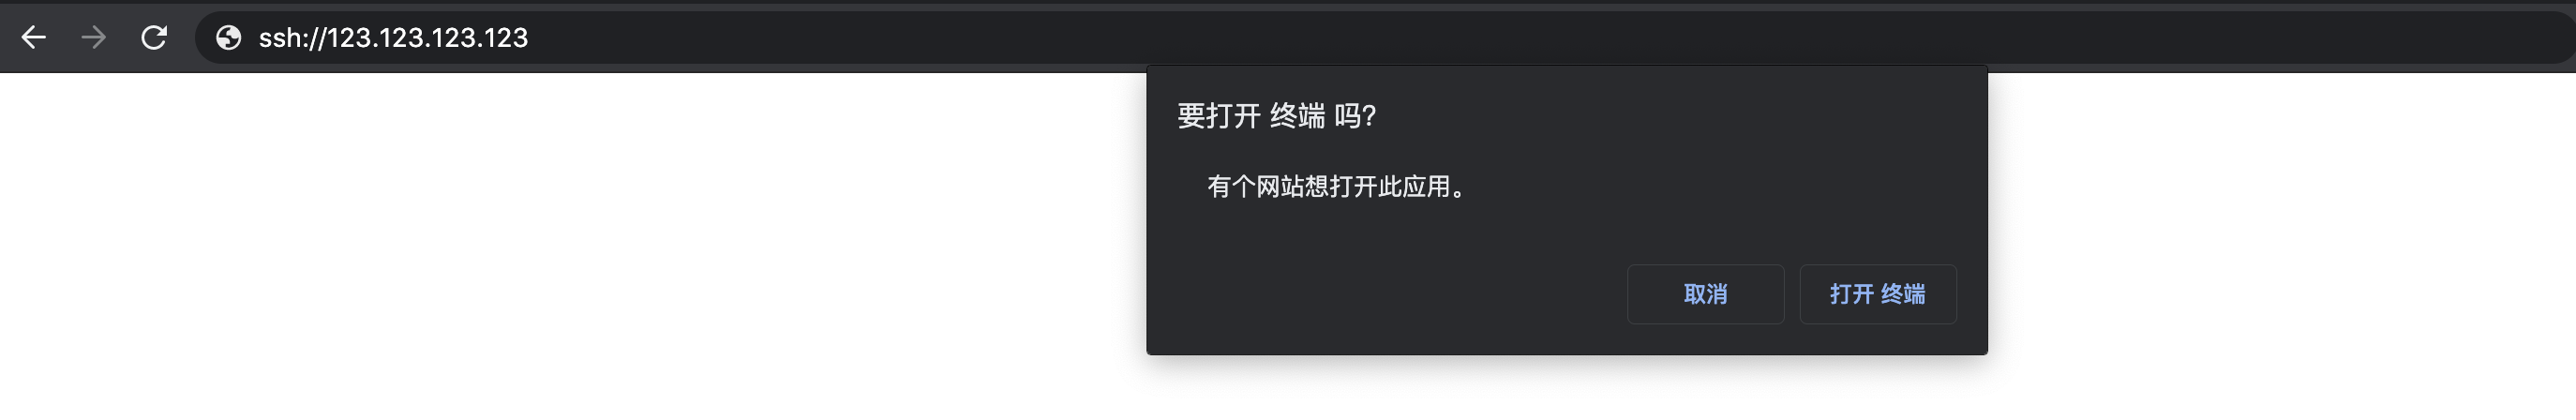 ssh://123.123.123.123
要打开 终端 吗?
有个网站想打开此应用。
取消
打开 终端